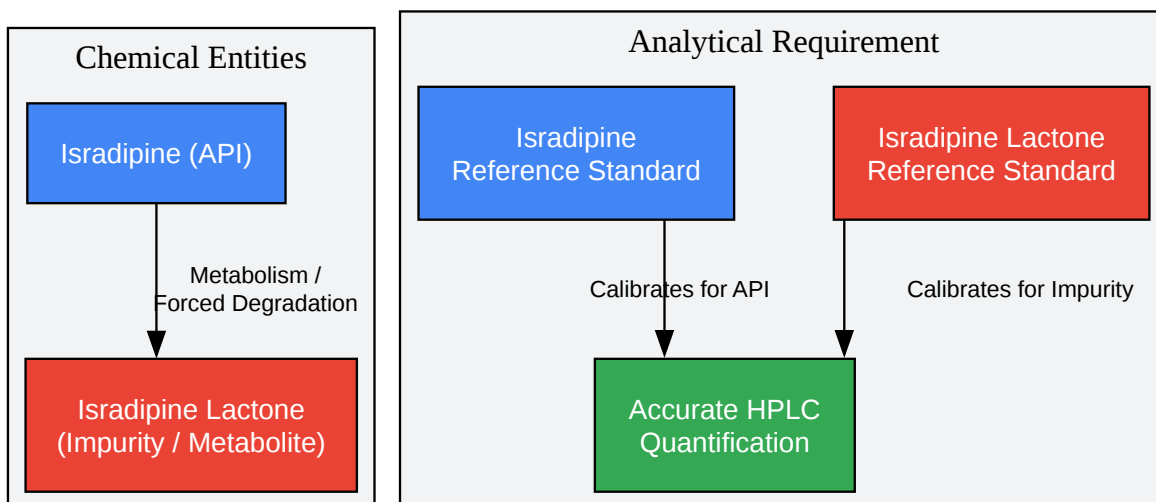 Chemical Entities
Isradipine (API)
Metabolism /
Forced Degradation
Isradipine Lactone
(Impurity / Metabolite)
Analytical Requirement
Isradipine
Reference Standard
Isradipine Lactone
Reference Standard
Calibrates for API
Calibrates for Impurity
Accurate HPLC
Quantification